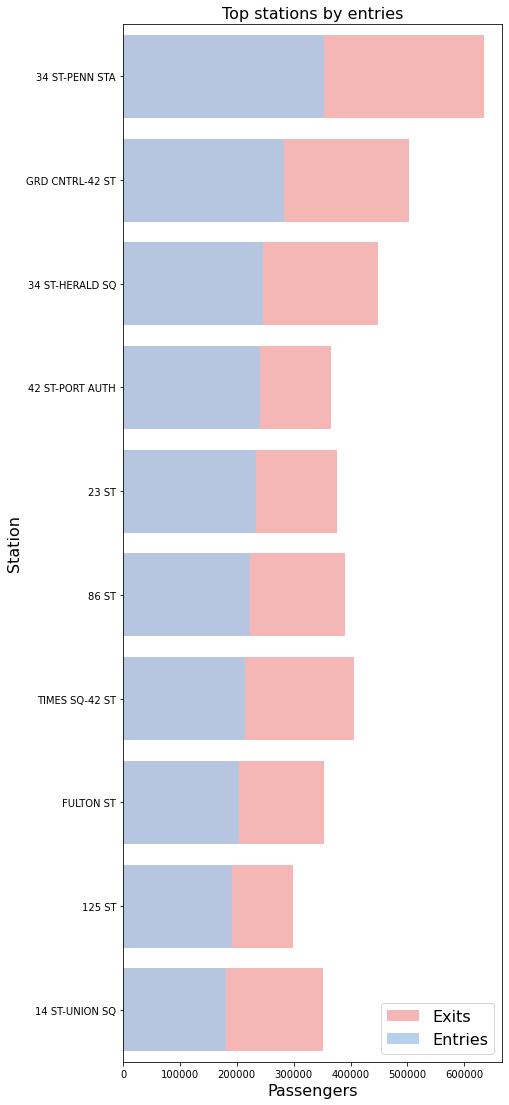 Top stations by entries
Station
34 ST-PENN STA
GRD CNTRL-42 ST
34 ST-HERALD SQ
42 ST-PORT AUTH
23 ST
86 ST
TIMES SQ-42 ST
FULTON ST
125 ST
14 ST-UNION SQ
Exits
Entries
0 100000 200000 300000 400000 500000 600000
Passengers